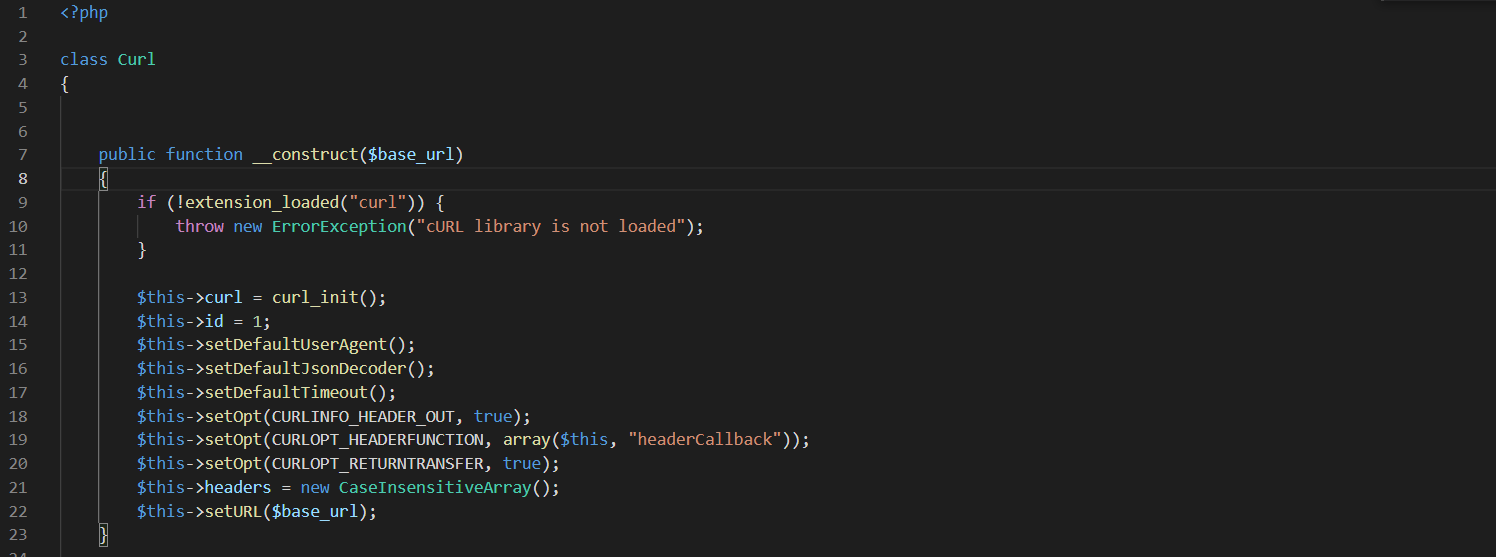 1 <?php
2
3 class Curl
4 {
5
6
7     public function __construct($base_url)
8     {
9         if (!extension_loaded("curl")) {
10             throw new ErrorException("cURL library is not loaded");
11         }
12
13         $this->curl = curl_init();
14         $this->id = 1;
15         $this->setDefaultUserAgent();
16         $this->setDefaultJsonDecoder();
17         $this->setDefaultTimeout();
18         $this->setOpt(CURLINFO_HEADER_OUT, true);
19         $this->setOpt(CURLOPT_HEADERFUNCTION, array($this, "headerCallback"));
20         $this->setOpt(CURLOPT_RETURNTRANSFER, true);
21         $this->headers = new CaseInsensitiveArray();
22         $this->setURL($base_url);
23     }